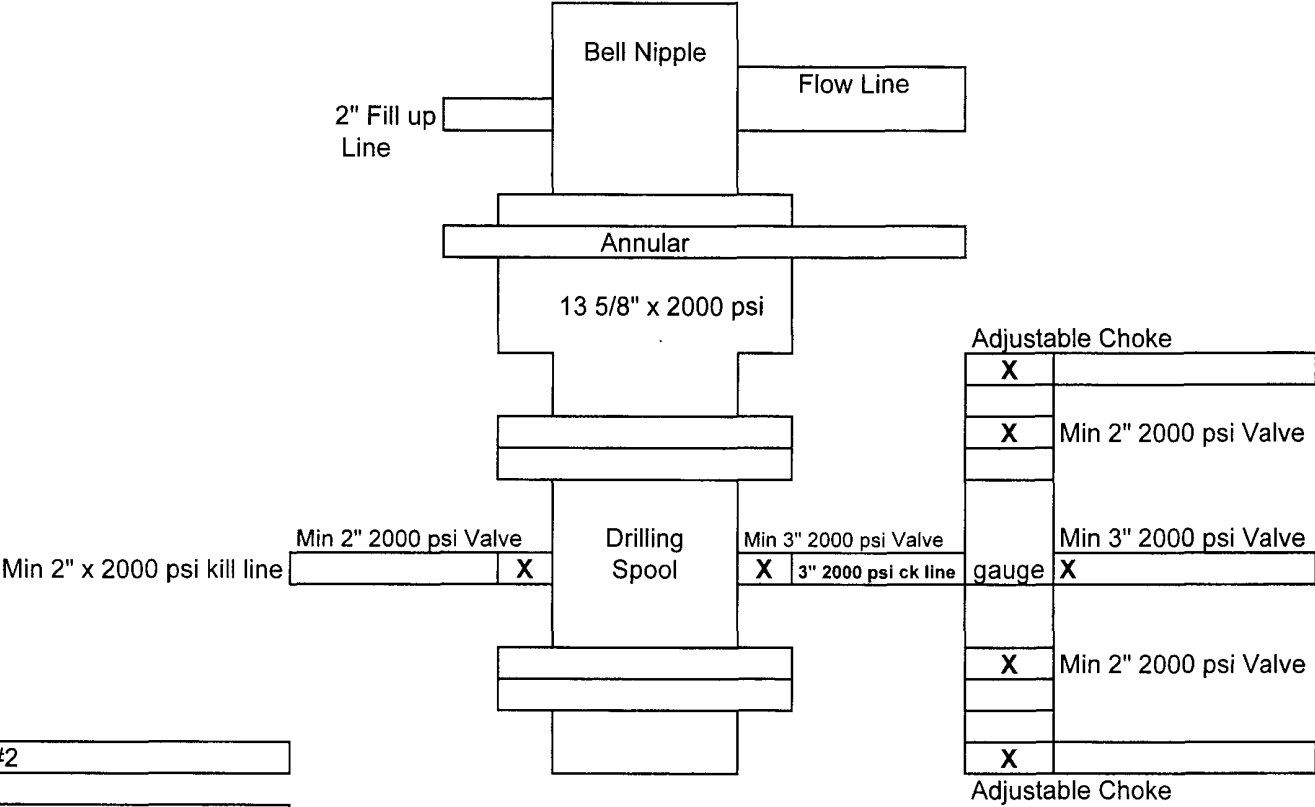 Bell Nipple
Flow Line
2" Fill up
Line
Annular
13 5/8" x 2000 psi
Adjustable Choke
X
X Min 2" 2000 psi Valve
Min 2" 2000 psi Valve
Drilling
Spool
Min 3" 2000 psi Valve
Min 3" 2000 psi Valve
Min 2" x 2000 psi kill line
X
X
3" 2000 psi ck line
gauge
X
X Min 2" 2000 psi Valve
#2
X
Adjustable Choke